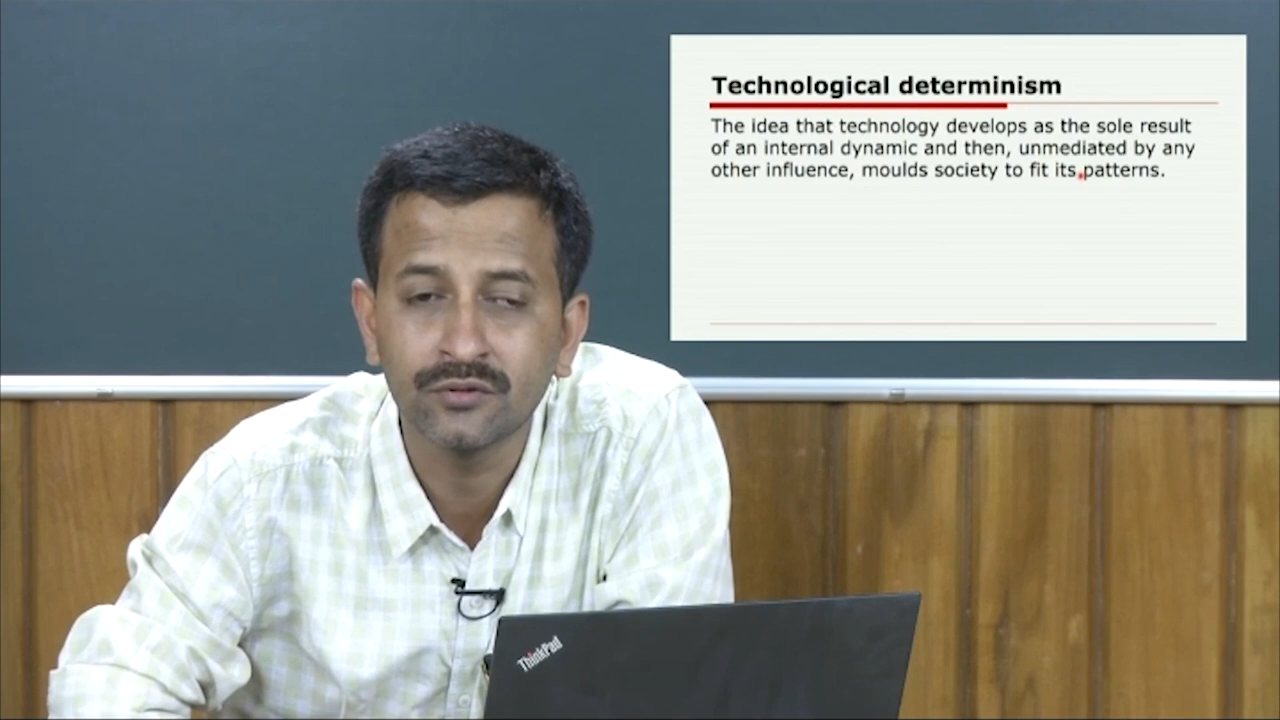 Technological determinism
The idea that technology develops as the sole result
of an internal dynamic and then, unmediated by any
other influence, moulds society to fit its patterns.
ThinkPad